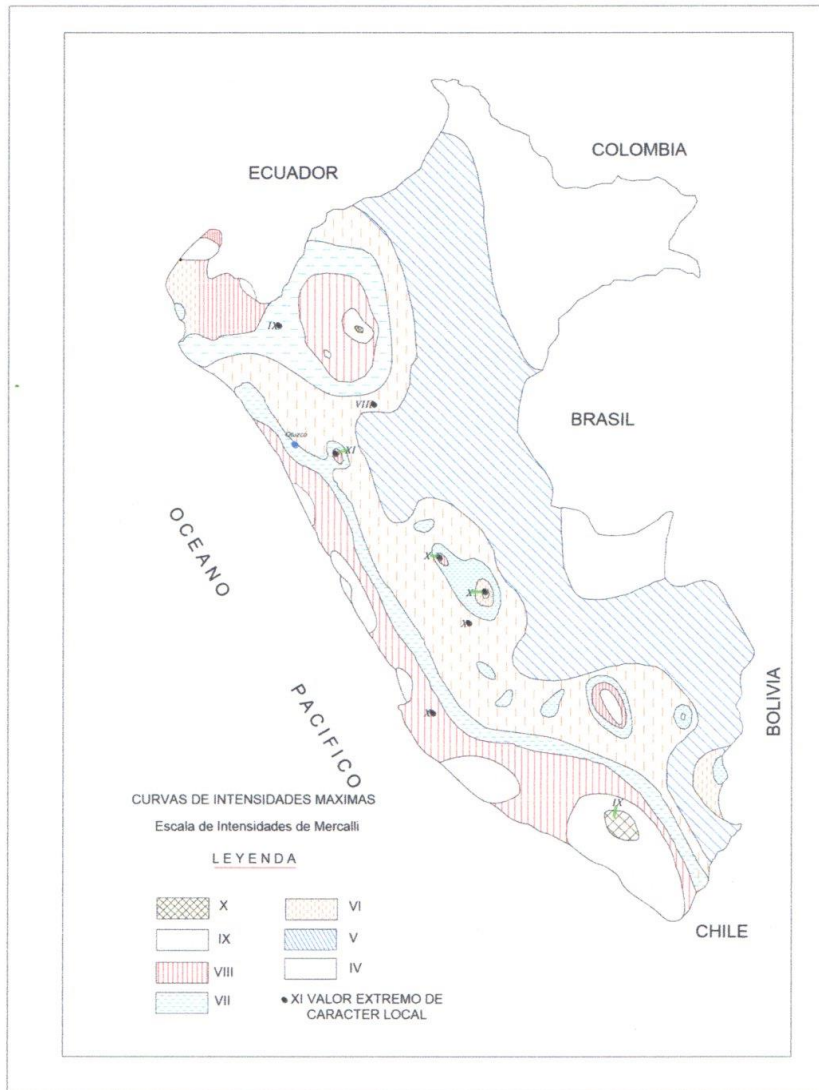 COLOMBIA
ECUADOR
IX
VIII
BRASIL
XI
OCEANO
X
X
X
PACIFICO
BOLIVIA
X
IX
CURVAS DE INTENSIDADES MAXIMAS
Escala de Intensidades de Mercalli
LEYENDA
X
VI
IX
V
VIII
IV
VII
XI VALOR EXTREMO DE
CARACTER LOCAL
CHILE